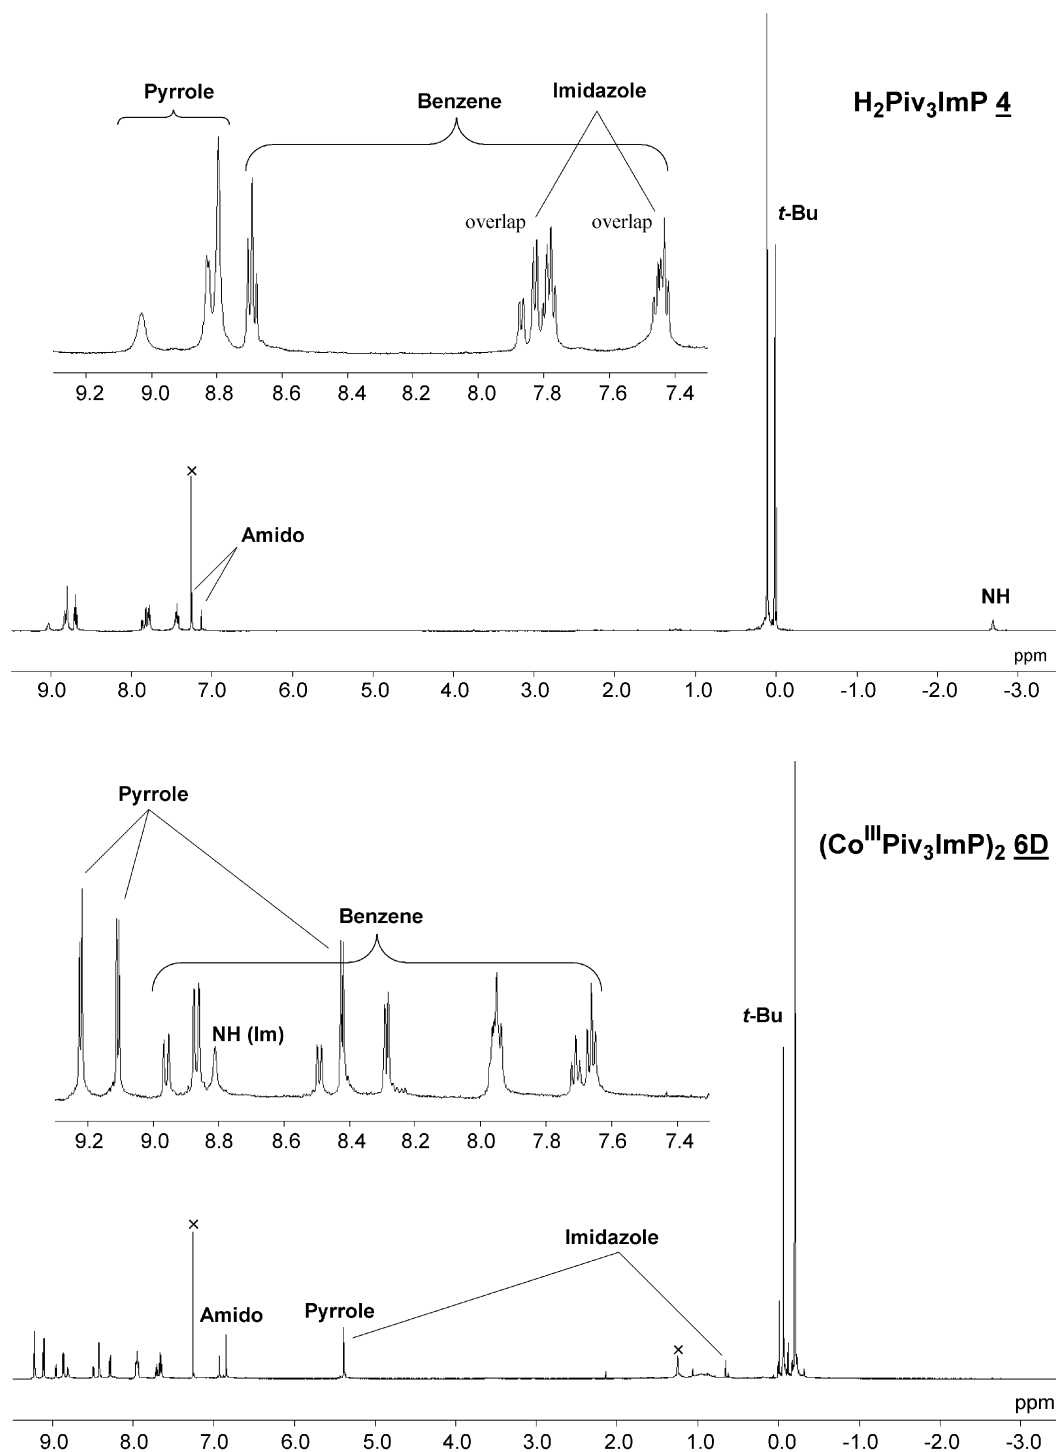 Pyrrole
Benzene
Imidazole
H2Piv3ImP 4
overlap
overlap
t-Bu
9.2 9.0 8.8 8.6 8.4 8.2 8.0 7.8 7.6 7.4
×
Amido
NH
ppm
9.0 8.0 7.0 6.0 5.0 4.0 3.0 2.0 1.0 0.0 -1.0 -2.0 -3.0
Pyrrole
(CoIIIPiv3ImP)2 6D
Benzene
t-Bu
NH (Im)
9.2 9.0 8.8 8.6 8.4 8.2 8.0 7.8 7.6 7.4
×
Imidazole
Amido
Pyrrole
×
ppm
9.0 8.0 7.0 6.0 5.0 4.0 3.0 2.0 1.0 0.0 -1.0 -2.0 -3.0